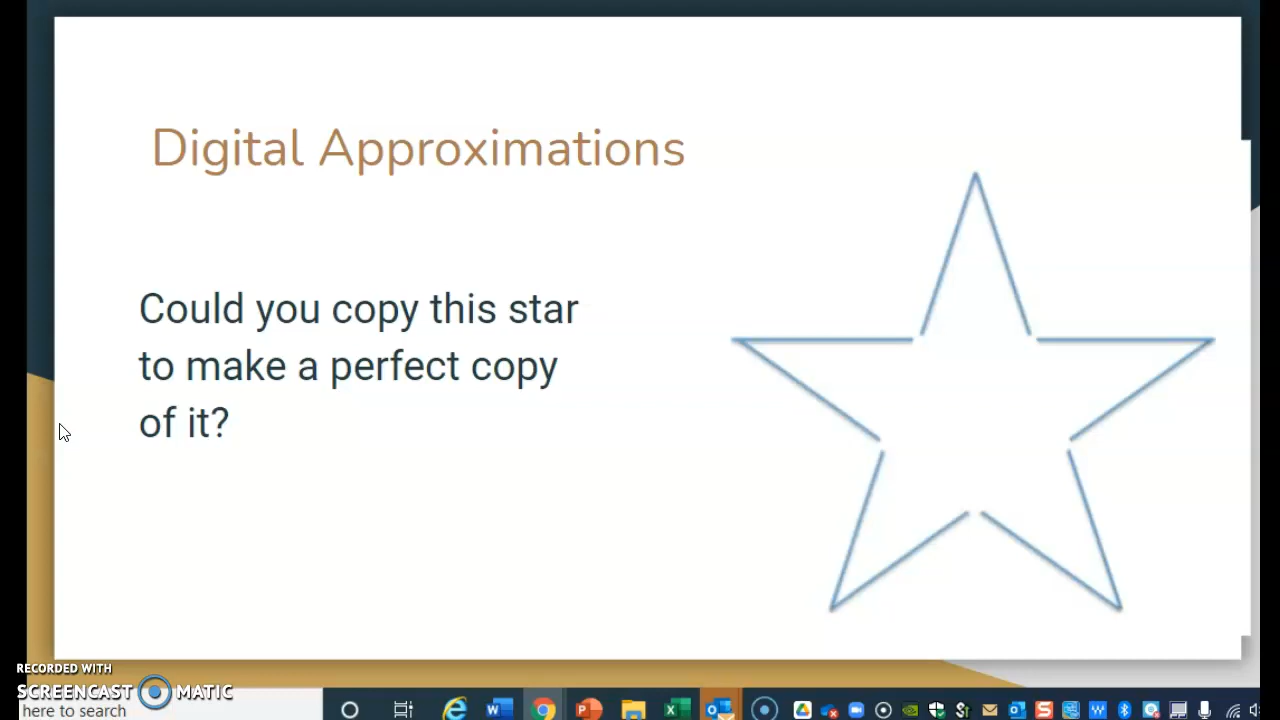 Digital Approximations
Could you copy this star
to make a perfect copy
of it?
RECORDED WITH
SCREENCAST MATIC
here to search